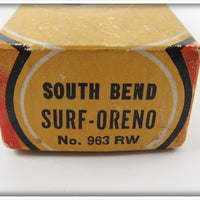 SOUTH BEND
SURF-ORENO
No. 963 RW